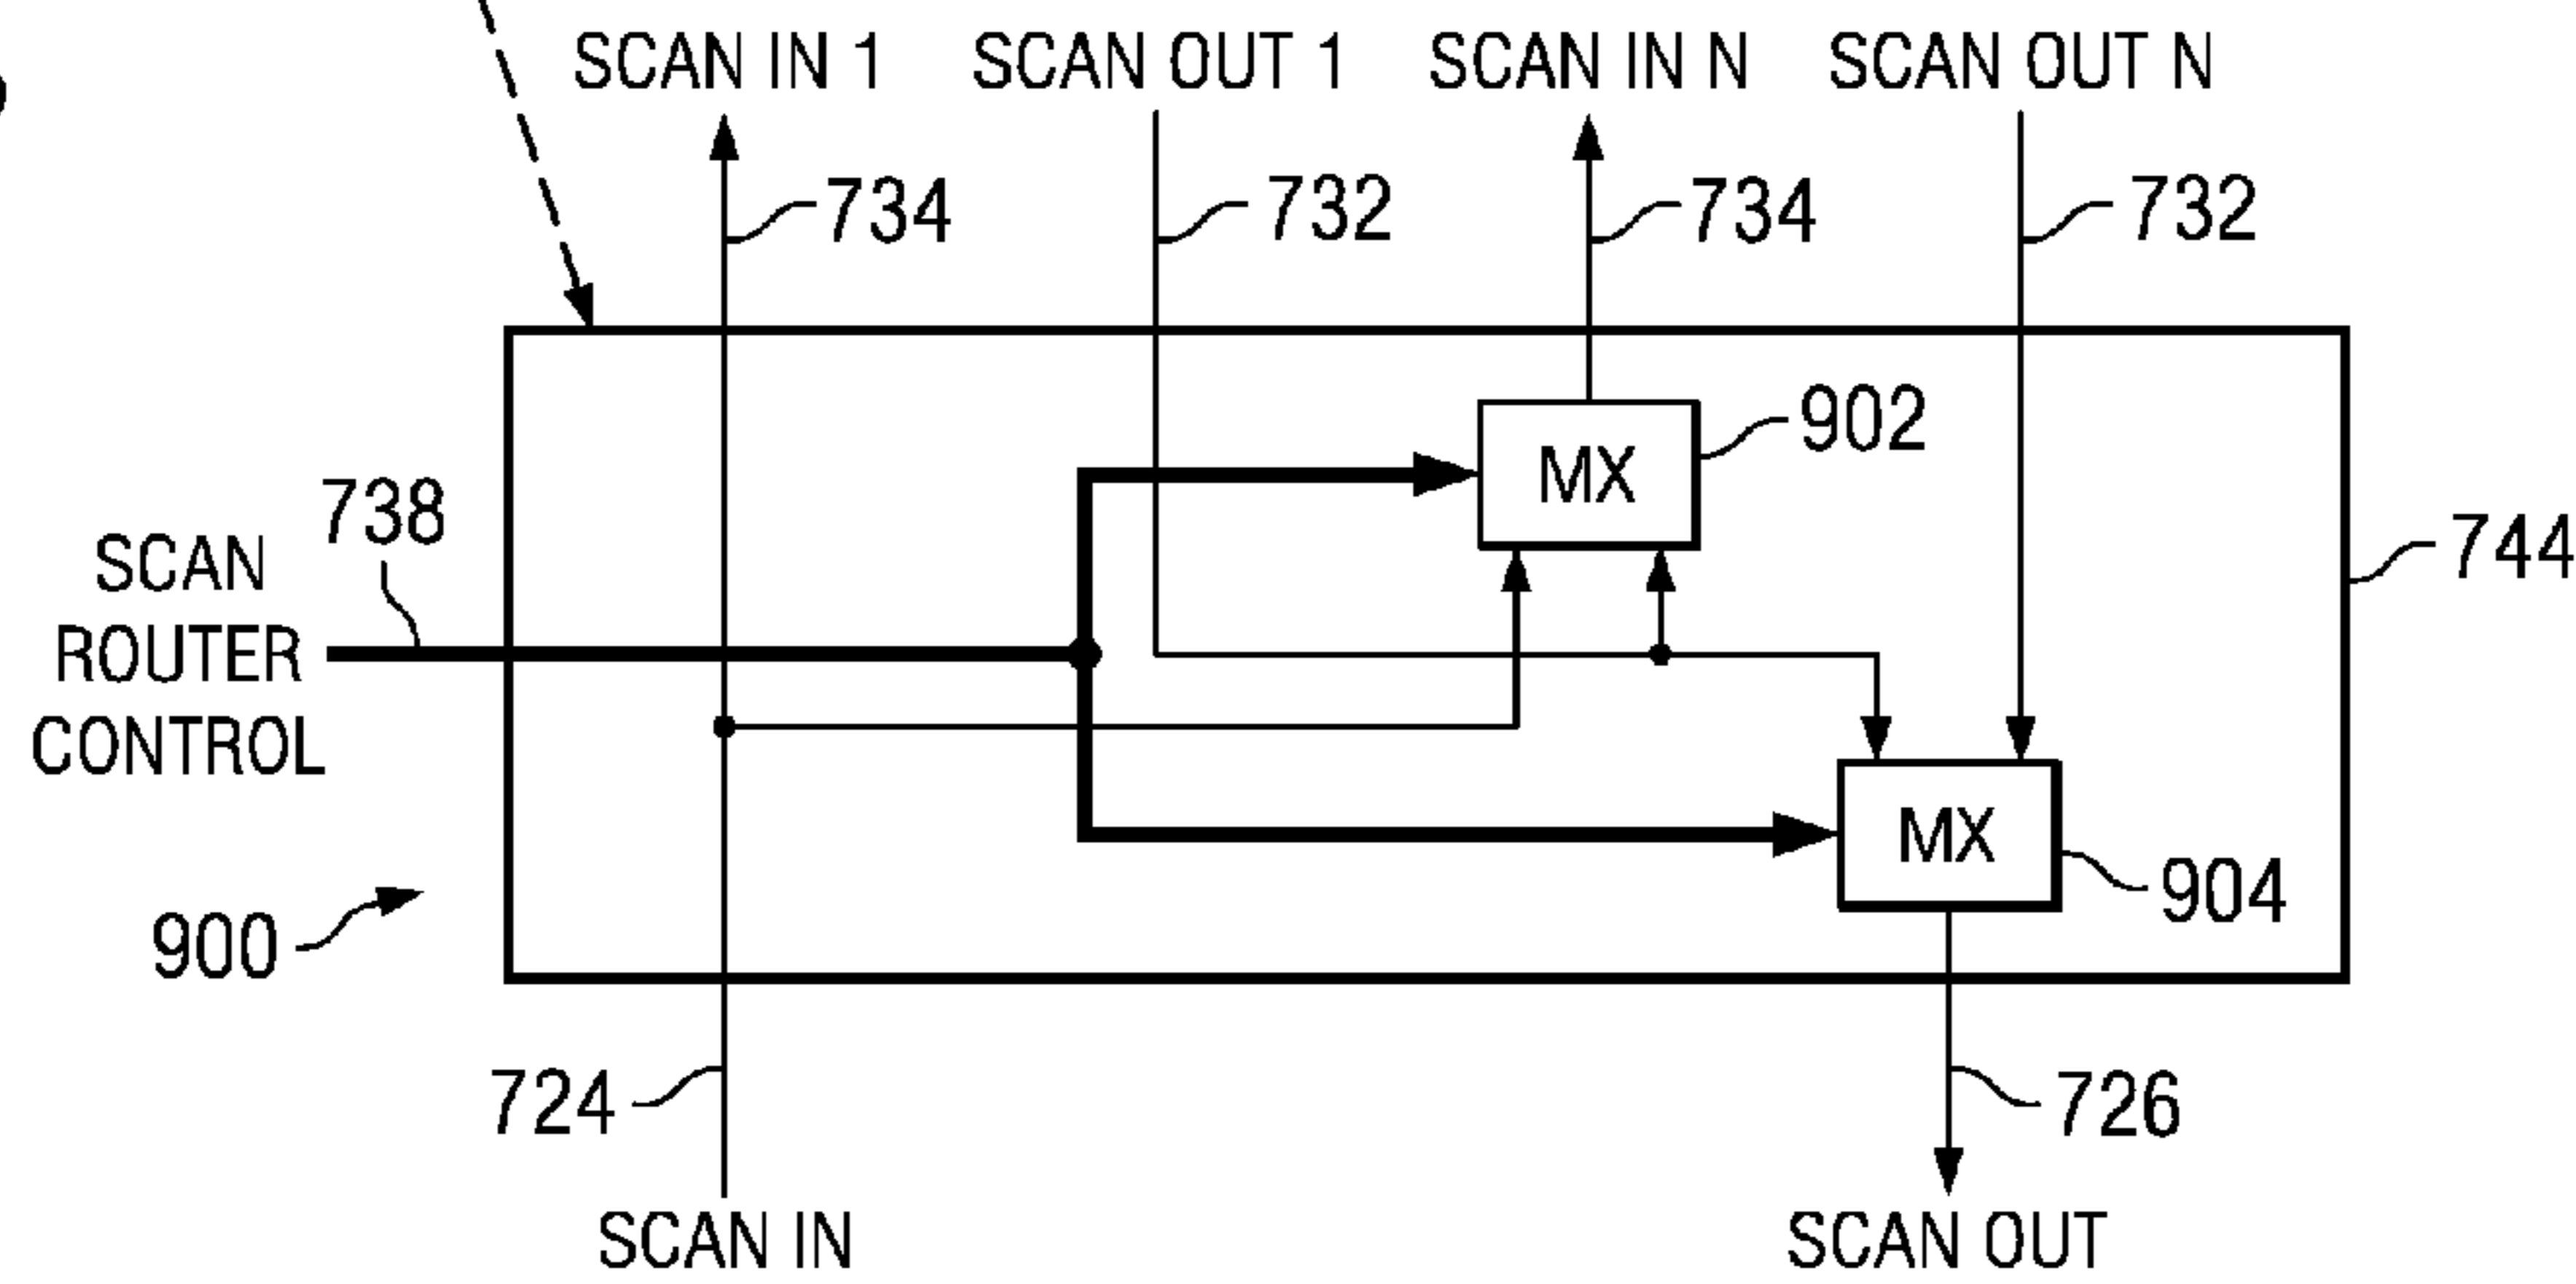 SCAN IN 1 SCAN OUT 1 SCAN IN N SCAN OUT N
734 732 734 732
902
MX
738
744
SCAN
ROUTER
CONTROL
MX
904
900
724
726
SCAN IN SCAN OUT